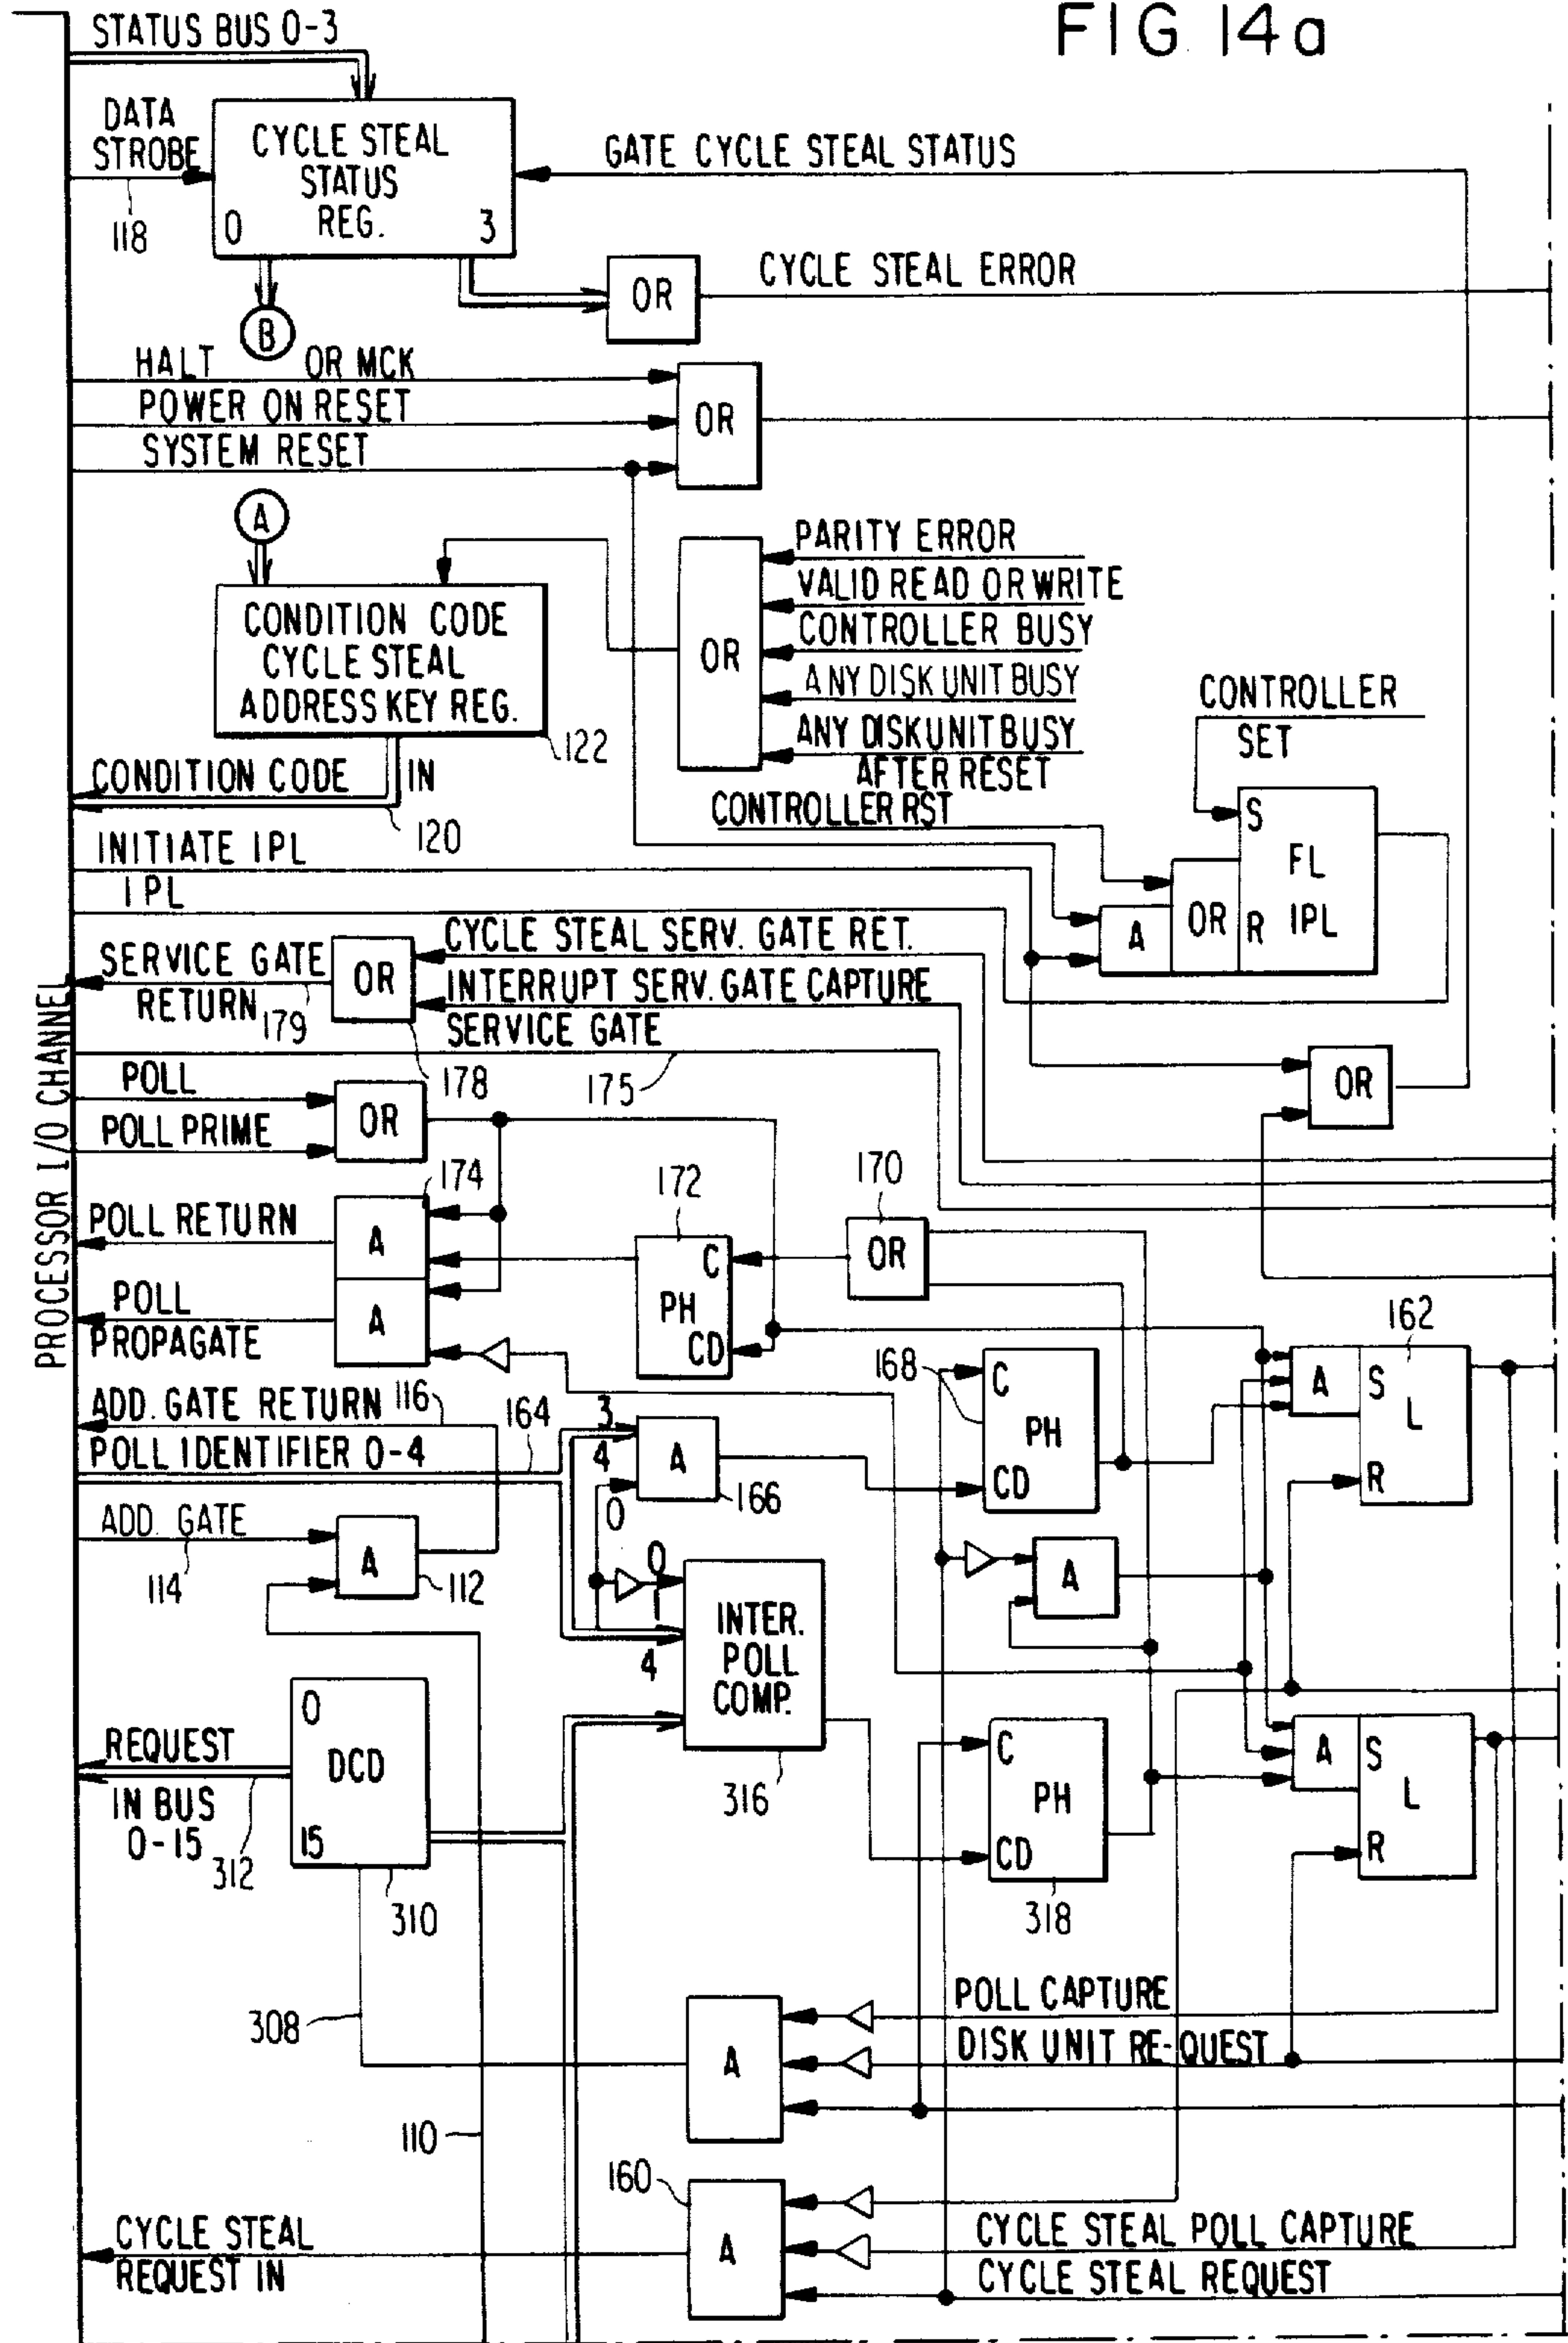 FIG 14a
STATUS BUS 0-3
DATA
STROBE
118
CYCLE STEAL
STATUS
REG.
0
3
GATE CYCLE STEAL STATUS
B
OR
CYCLE STEAL ERROR
HALT OR MCK
POWER ON RESET
SYSTEM RESET
OR
A
CONDITION CODE
CYCLE STEAL
ADDRESS KEY REG.
122
OR
PARITY ERROR
VALID READ OR WRITE
CONTROLLER BUSY
ANY DISK UNIT BUSY
ANY DISK UNIT BUSY
AFTER RESET
CONDITION CODE IN
120
CONTROLLER RST
CONTROLLER
SET
S
FL
IPL
R
OR
A
INITIATE IPL
IPL
SERVICE GATE
RETURN
179
OR
178
CYCLE STEAL SERV. GATE RET.
INTERRUPT SERV. GATE CAPTURE
SERVICE GATE
175
OR
PROCESSOR I/O CHANNEL
POLL
POLL PRIME
OR
174
POLL RETURN
A
POLL
PROPAGATE
A
172
C
PH
CD
170
OR
162
A
S
L
R
168
C
PH
CD
ADD. GATE RETURN
116
164
POLL IDENTIFIER 0-4
3
4
0
A
166
ADD. GATE
114
A
112
0
1
4
INTER.
POLL
COMP.
316
A
0
DCD
15
310
REQUEST
IN BUS
0-15
312
C
PH
CD
318
A
S
L
R
308
A
POLL CAPTURE
DISK UNIT RE-QUEST
110
160
A
CYCLE STEAL
REQUEST IN
CYCLE STEAL POLL CAPTURE
CYCLE STEAL REQUEST